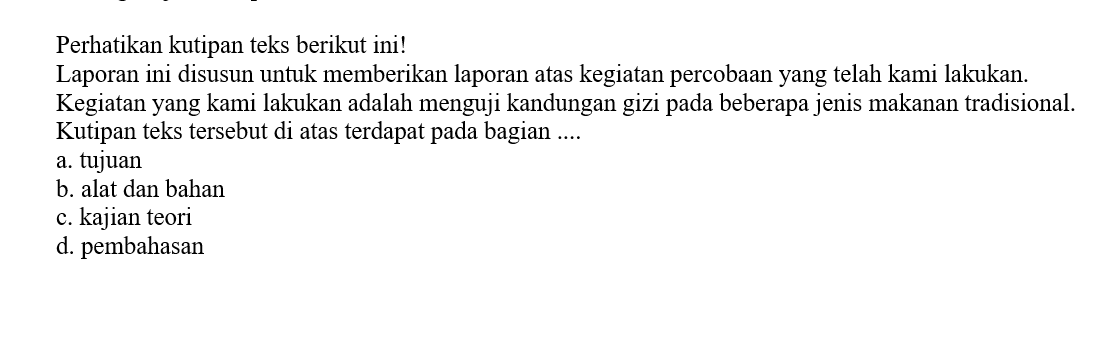 Perhatikan kutipan teks berikut ini!
Laporan ini disusun untuk memberikan laporan atas kegiatan percobaan yang telah kami lakukan.
Kegiatan yang kami lakukan adalah menguji kandungan gizi pada beberapa jenis makanan tradisional.
Kutipan teks tersebut di atas terdapat pada bagian ....
a. tujuan
b. alat dan bahan
c. kajian teori
d. pembahasan